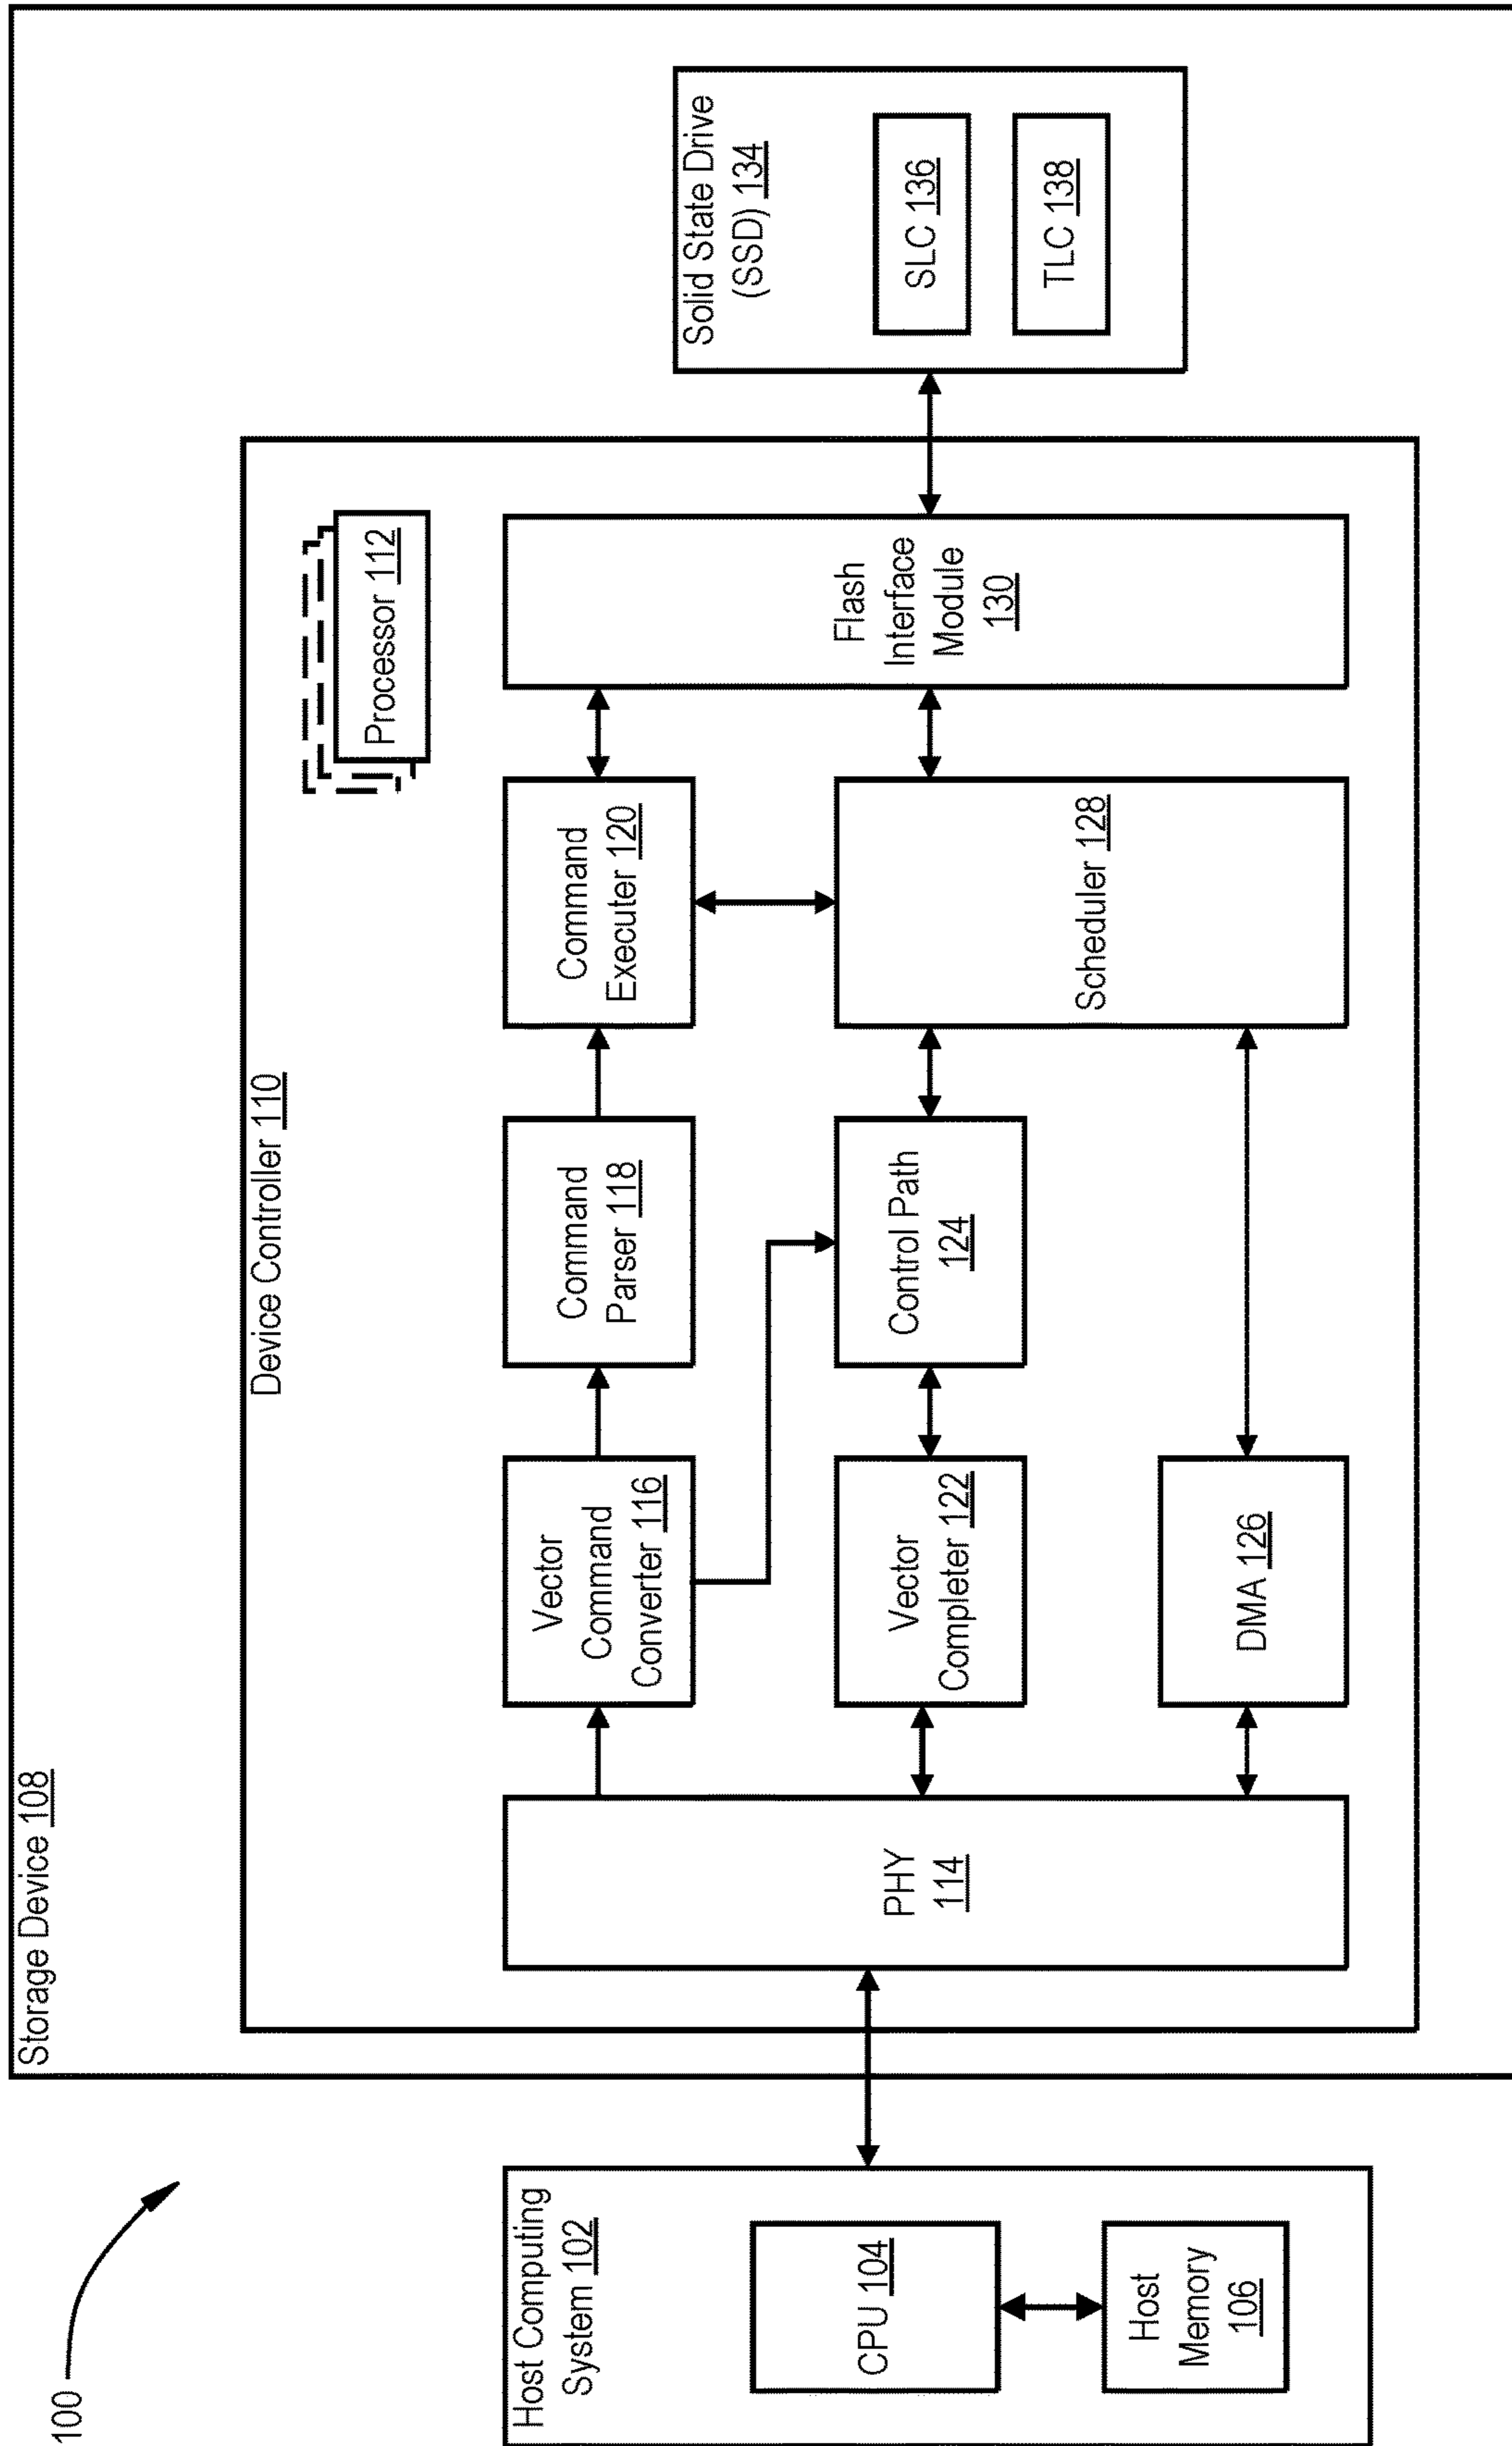 100
Storage Device 108
Host Computing
System 102
CPU 104
Host
Memory
106
Device Controller 110
Processor 112
PHY
114
Vector
Command
Converter 116
Command
Parser 118
Command
Executer 120
Vector
Completer 122
Control Path
124
DMA 126
Scheduler 128
Flash
Interface
Module
130
Solid State Drive
(SSD) 134
SLC 136
TLC 138